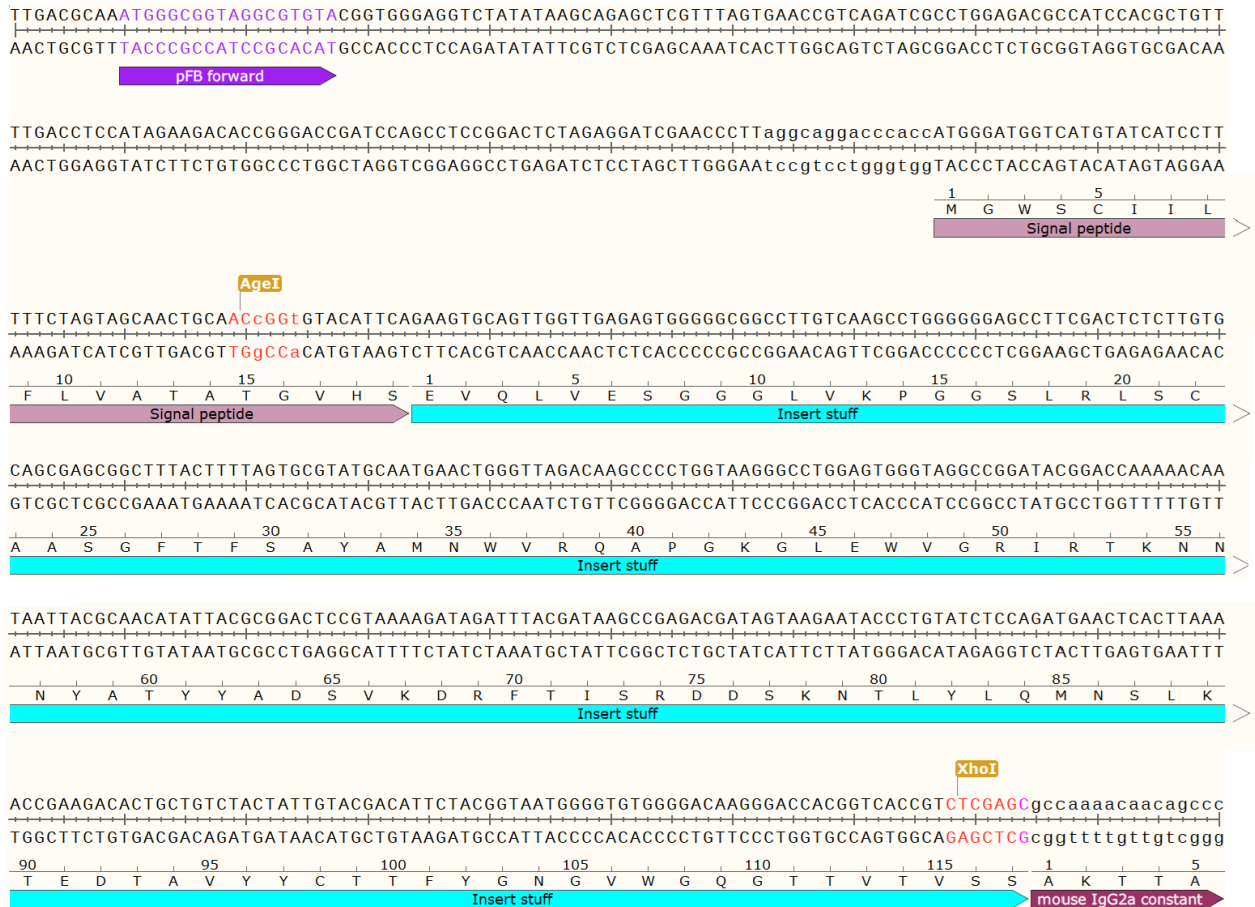 TTGACGCAAATGGGCGGTAGGCGTGTACGGTGGGAGGTCTATATAAGCAGAGCTCGTTTAGTGAACCGTCAGATCGCCTGGAGACGCCATCCACGCTGTT
AACTGCGTTTACCCGCCATCCGCACATGCCACCCTCCAGATATATTCGTCTCGAGCAAATCACTTGGCAGTCTAGCGGACCTCTGCGGTAGGTGCGACAA
pFB forward
TTGACCTCCATAGAAGACACCGGGACCGATCCAGCCTCCGGACTCTAGAGGATCGAACCCTTaggcaggacccaccATGGGATGGTCATGTATCATCCTT
AACTGGAGGTATCTTCTGTGGCCCTGGCTAGGTCGGAGGCCTGAGATCTCCTAGCTTGGGAAtccgtcctgggtggTACCCTACCAGTACATAGTAGGAA
1 5
M G W S C I I L
Signal peptide
AgeI
TTTCTAGTAGCAACTGCAACcGGtGTACATTCAGAAGTGCAGTTGGTTGAGAGTGGGGGCGGCCTTGTCAAGCCTGGGGGGAGCCTTCGACTCTCTTGTG
AAAGATCATCGTTGACGTTGgCCaCATGTAAGTCTTCACGTCAACCAACTCTCACCCCCGCCGGAACAGTTCGGACCCCCCTCGGAAGCTGAGAGAACAC
10 15 1 5 10 15 20
F L V A T A T G V H S E V Q L V E S G G G L V K P G G S L R L S C
Signal peptide Insert stuff
CAGCGAGCGGCTTTACTTTTAGTGCGTATGCAATGAACTGGGTTAGACAAGCCCCTGGTAAGGGCCTGGAGTGGGTAGGCCGGATACGGACCAAAAACAA
GTCGCTCGCCGAAATGAAAATCACGCATACGTTACTTGACCCAATCTGTTCGGGGACCATTCCCGGACCTCACCCATCCGGCCTATGCCTGGTTTTTGTT
25 30 35 40 45 50 55
A A S G F T F S A Y A M N W V R Q A P G K G L E W V G R I R T K N N
Insert stuff
TAATTACGCAACATATTACGCGGACTCCGTAAAAGATAGATTTACGATAAGCCGAGACGATAGTAAGAATACCCTGTATCTCCAGATGAACTCACTTAAA
ATTAATGCGTTGTATAATGCGCCTGAGGCATTTTCTATCTAAATGCTATTCGGCTCTGCTATCATTCTTATGGGACATAGAGGTCTACTTGAGTGAATTT
60 65 70 75 80 85
N Y A T Y Y A D S V K D R F T I S R D D S K N T L Y L Q M N S L K
Insert stuff
XhoI
ACCGAAGACACTGCTGTCTACTATTGTACGACATTCTACGGTAATGGGGTGTGGGGACAAGGGACCACGGTCACCGTCTCGAGCgccaaaacaacagccc
TGGCTTCTGTGACGACAGATGATAACATGCTGTAAGATGCCATTACCCCACACCCCTGTTCCCTGGTGCCAGTGGCAGAGCTCGcggttttgttgtcggg
90 95 100 105 110 115 1 5
T E D T A V Y Y C T T F Y G N G V W G Q G T T V T V S S A K T T A
Insert stuff mouse IgG2a constant